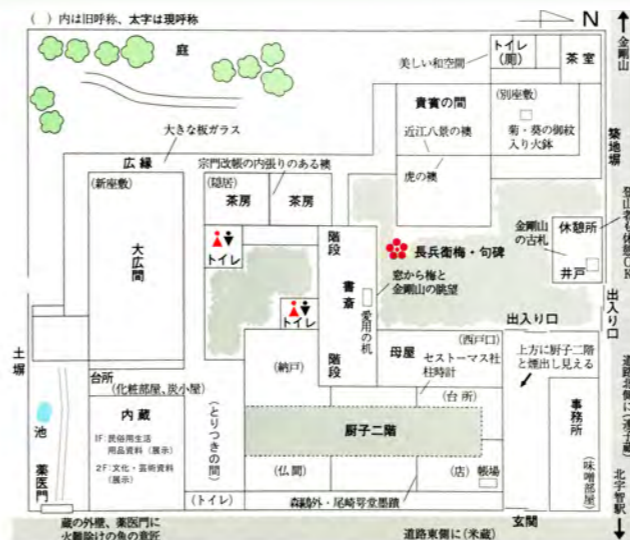 （ ）内は旧呼称、太字は現呼称
N
金剛山
庭
トイレ
（厠）
茶室
美しい和空間
貴賓の間
（別座敷）
近江八景の襖
菊・葵の御紋
入り火鉢
大きな板ガラス
広縁
宗門改帳の内張りのある襖
虎の襖
築地塀
（新座敷）
（隠居）
茶房
茶房
大広間
階段
長兵衛梅・句碑
金剛山
の古札
休憩所
井戸
トイレ
書斎
窓から梅と
金剛山の眺望
愛用の机
出入り口
出入り口
トイレ
土塀
（納戸）
階段
母屋
（西戸口）
セストーマス社
柱時計
上方に厨子二階
と煙出し見える
台所
（化粧部屋、炭小屋）
（台所）
内蔵
1F:民俗用生活
用品資料（展示）
2F:文化・芸術資料
（展示）
（とりつきの間）
厨子二階
事務所
池
薬医門
（仏間）
（店）帳場
（味噌部屋）
（トイレ）
森鷗外・尾崎咢堂墨蹟
玄関
北宇智駅
蔵の外壁、薬医門に
火難除けの魚の意匠
道路東側に（米蔵）